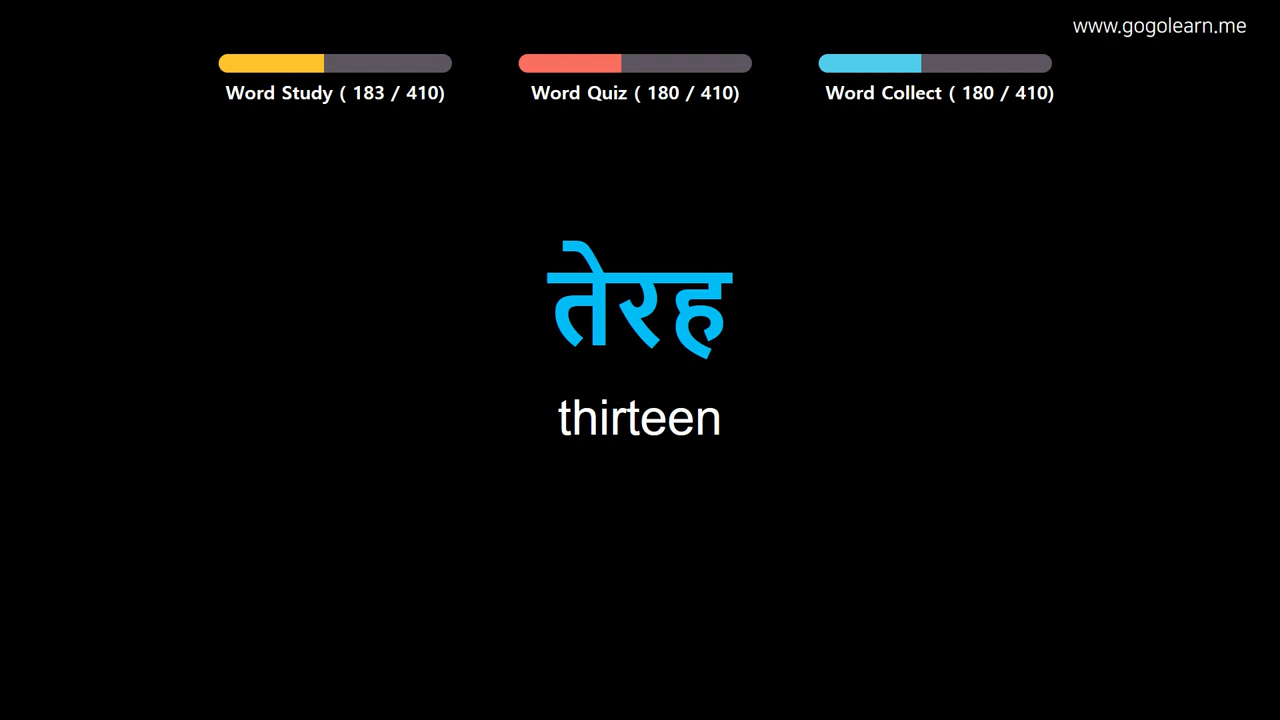 www.gogolearn.me
Word Study ( 183 / 410)
Word Quiz ( 180 / 410)
Word Collect ( 180 / 410)
तेरह
thirteen